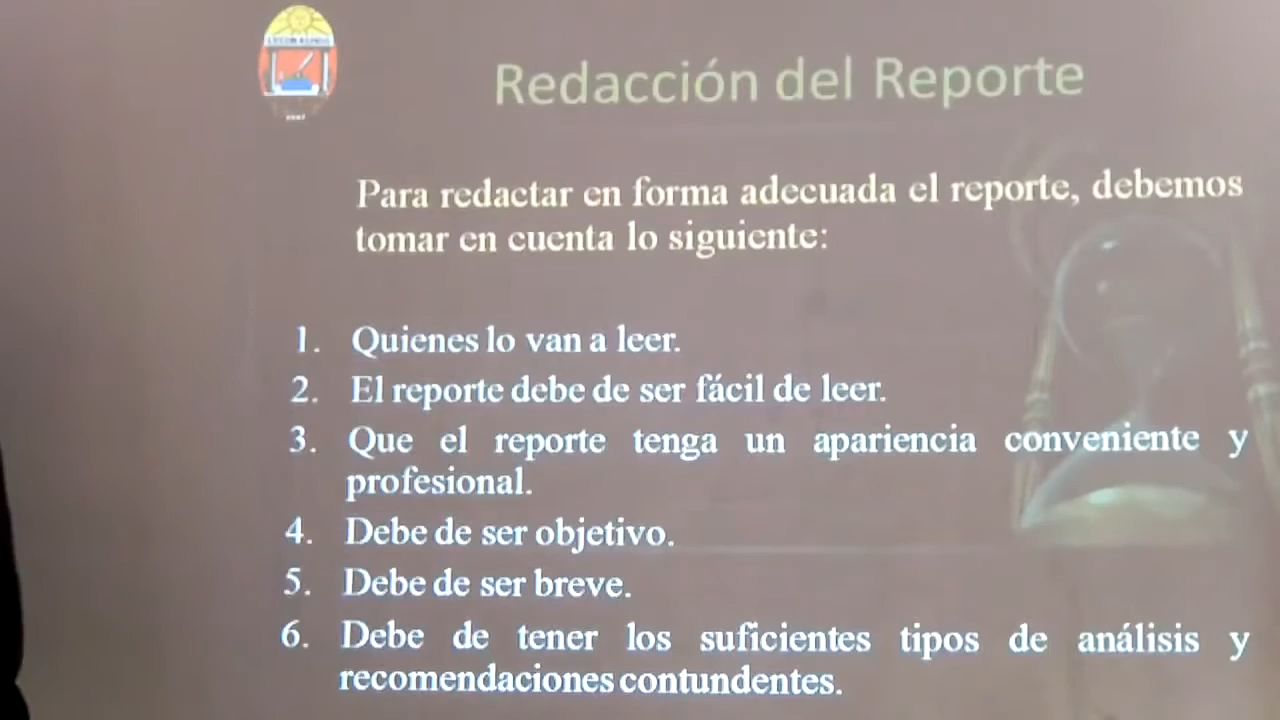 Redacción del Reporte
Para redactar en forma adecuada el reporte, debemos
tomar en cuenta lo siguiente:
1. Quienes lo van a leer.
2. El reporte debe de ser fácil de leer.
3. Que el reporte tenga un apariencia conveniente y
profesional.
4. Debe de ser objetivo.
5. Debe de ser breve.
6. Debe de tener los suficientes tipos de análisis y
recomendaciones contundentes.